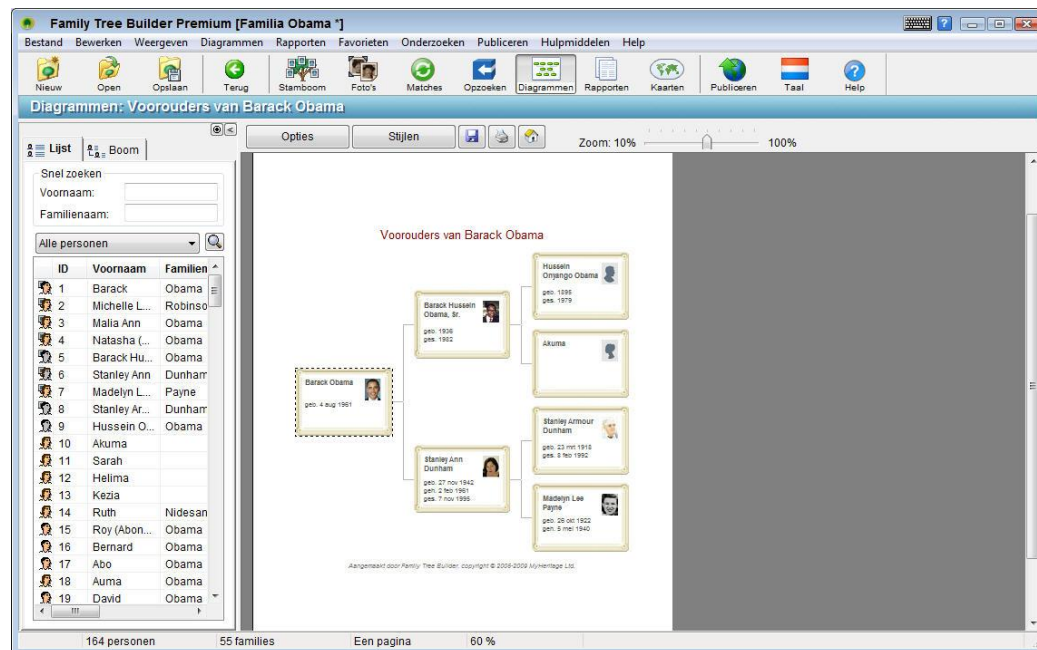 Family Tree Builder Premium [Familia Obama *]
Bestand Bewerken Weergeven Diagrammen Rapporten Favorieten Onderzoeken Publiceren Hulpmiddelen Help
Nieuw Open Opslaan Terug Stamboom Foto's Matches Opzoeken Diagrammen Rapporten Kaarten Publiceren Taal Help
Diagrammen: Voorouders van Barack Obama
Lijst Boom
Opties Stijlen Zoom: 10% 100%
Snel zoeken
Voornaam:
Familienaam:
Alle personen
ID Voornaam Familien
1 Barack Obama
2 Michelle L... Robinso
3 Malia Ann Obama
4 Natasha (... Obama
5 Barack Hu... Obama
6 Stanley Ann Dunham
7 Madelyn L... Payne
8 Stanley Ar... Dunham
9 Hussein O... Obama
10 Akuma
11 Sarah
12 Helima
13 Kezia
14 Ruth Nidesan
15 Roy (Abon... Obama
16 Bernard Obama
17 Abo Obama
18 Auma Obama
19 David Obama
Voorouders van Barack Obama
Barack Obama
geb. 4 aug 1961
Barack Hussein
Obama, Sr.
geb. 1936
ges. 1982
Stanley Ann
Dunham
geb. 27 nov 1942
geh. 2 feb 1961
ges. 7 nov 1995
Hussein
Onyango Obama
geb. 1895
ges. 1979
Akuma
Stanley Armour
Dunham
geb. 23 mrt 1918
ges. 8 feb 1992
Madelyn Lee
Payne
geb. 26 okt 1922
geh. 5 mei 1940
Aangemaakt door Family Tree Builder, copyright © 2006-2009 MyHeritage Ltd.
164 personen 55 families Een pagina 60 %